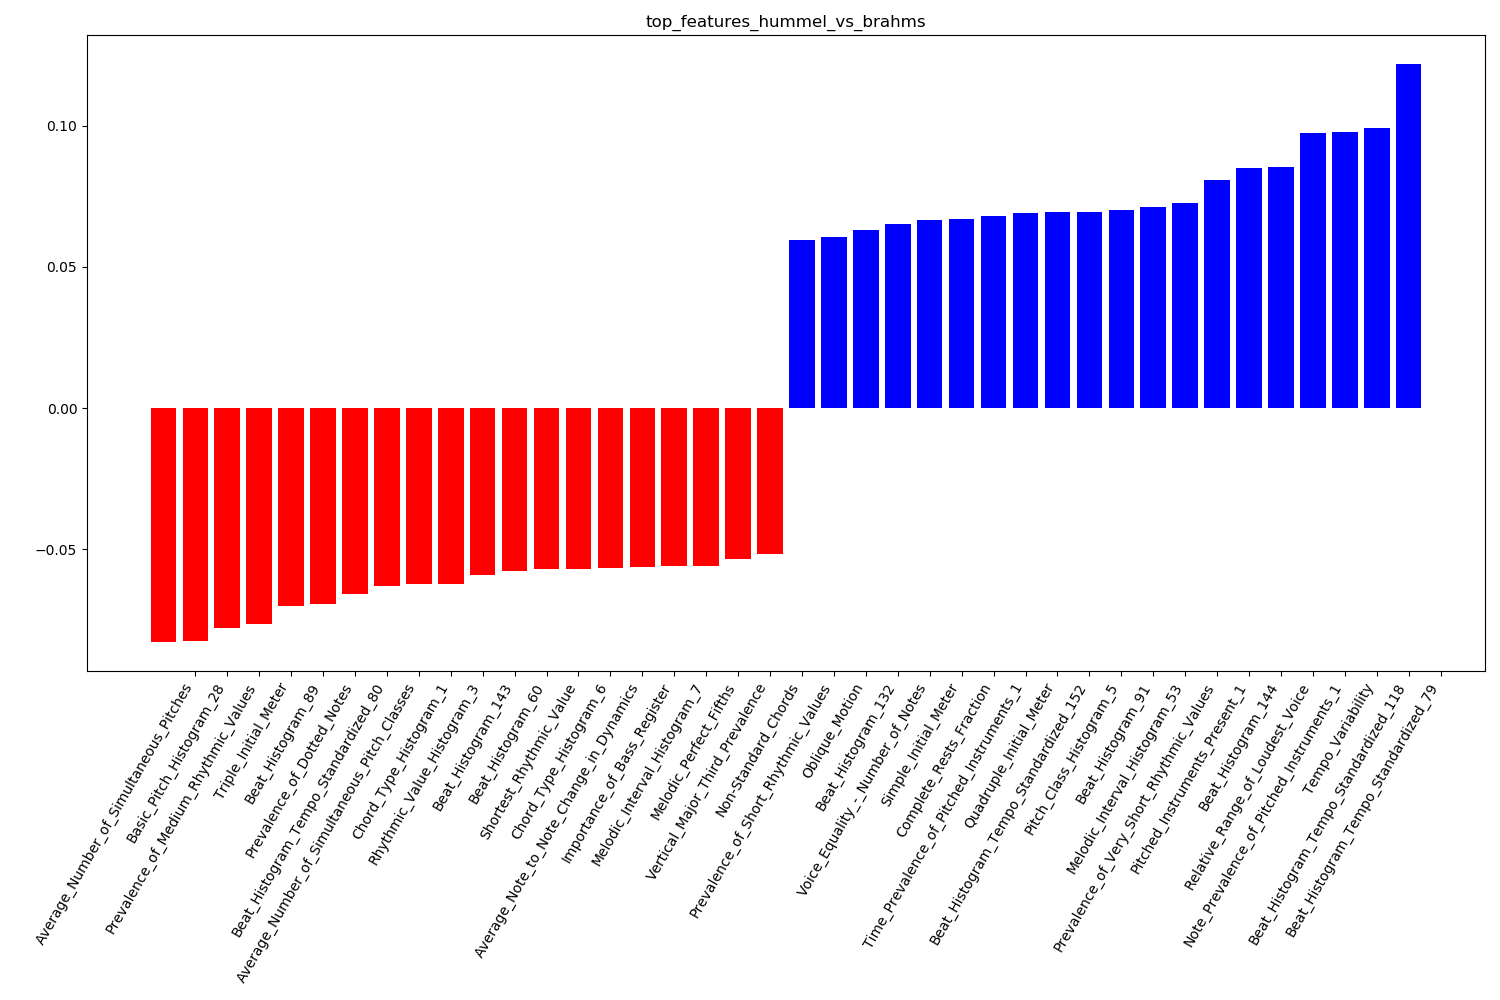 top_features_hummel_vs_brahms
0.10
0.05
0.00
−0.05
Average_Number_of_Simultaneous_Pitches
Basic_Pitch_Histogram_28
Prevalence_of_Medium_Rhythmic_Values
Triple_Initial_Meter
Beat_Histogram_89
Prevalence_of_Dotted_Notes
Beat_Histogram_Tempo_Standardized_80
Average_Number_of_Simultaneous_Pitch_Classes
Chord_Type_Histogram_1
Rhythmic_Value_Histogram_3
Beat_Histogram_143
Beat_Histogram_60
Shortest_Rhythmic_Value
Chord_Type_Histogram_6
Average_Note_to_Note_Change_in_Dynamics
Importance_of_Bass_Register
Melodic_Interval_Histogram_7
Melodic_Perfect_Fifths
Vertical_Major_Third_Prevalence
Non-Standard_Chords
Prevalence_of_Short_Rhythmic_Values
Oblique_Motion
Beat_Histogram_132
Voice_Equality_-_Number_of_Notes
Simple_Initial_Meter
Complete_Rests_Fraction
Time_Prevalence_of_Pitched_Instruments_1
Quadruple_Initial_Meter
Beat_Histogram_Tempo_Standardized_152
Pitch_Class_Histogram_5
Beat_Histogram_91
Melodic_Interval_Histogram_53
Prevalence_of_Very_Short_Rhythmic_Values
Pitched_Instruments_Present_1
Beat_Histogram_144
Relative_Range_of_Loudest_Voice
Note_Prevalence_of_Pitched_Instruments_1
Tempo_Variability
Beat_Histogram_Tempo_Standardized_118
Beat_Histogram_Tempo_Standardized_79